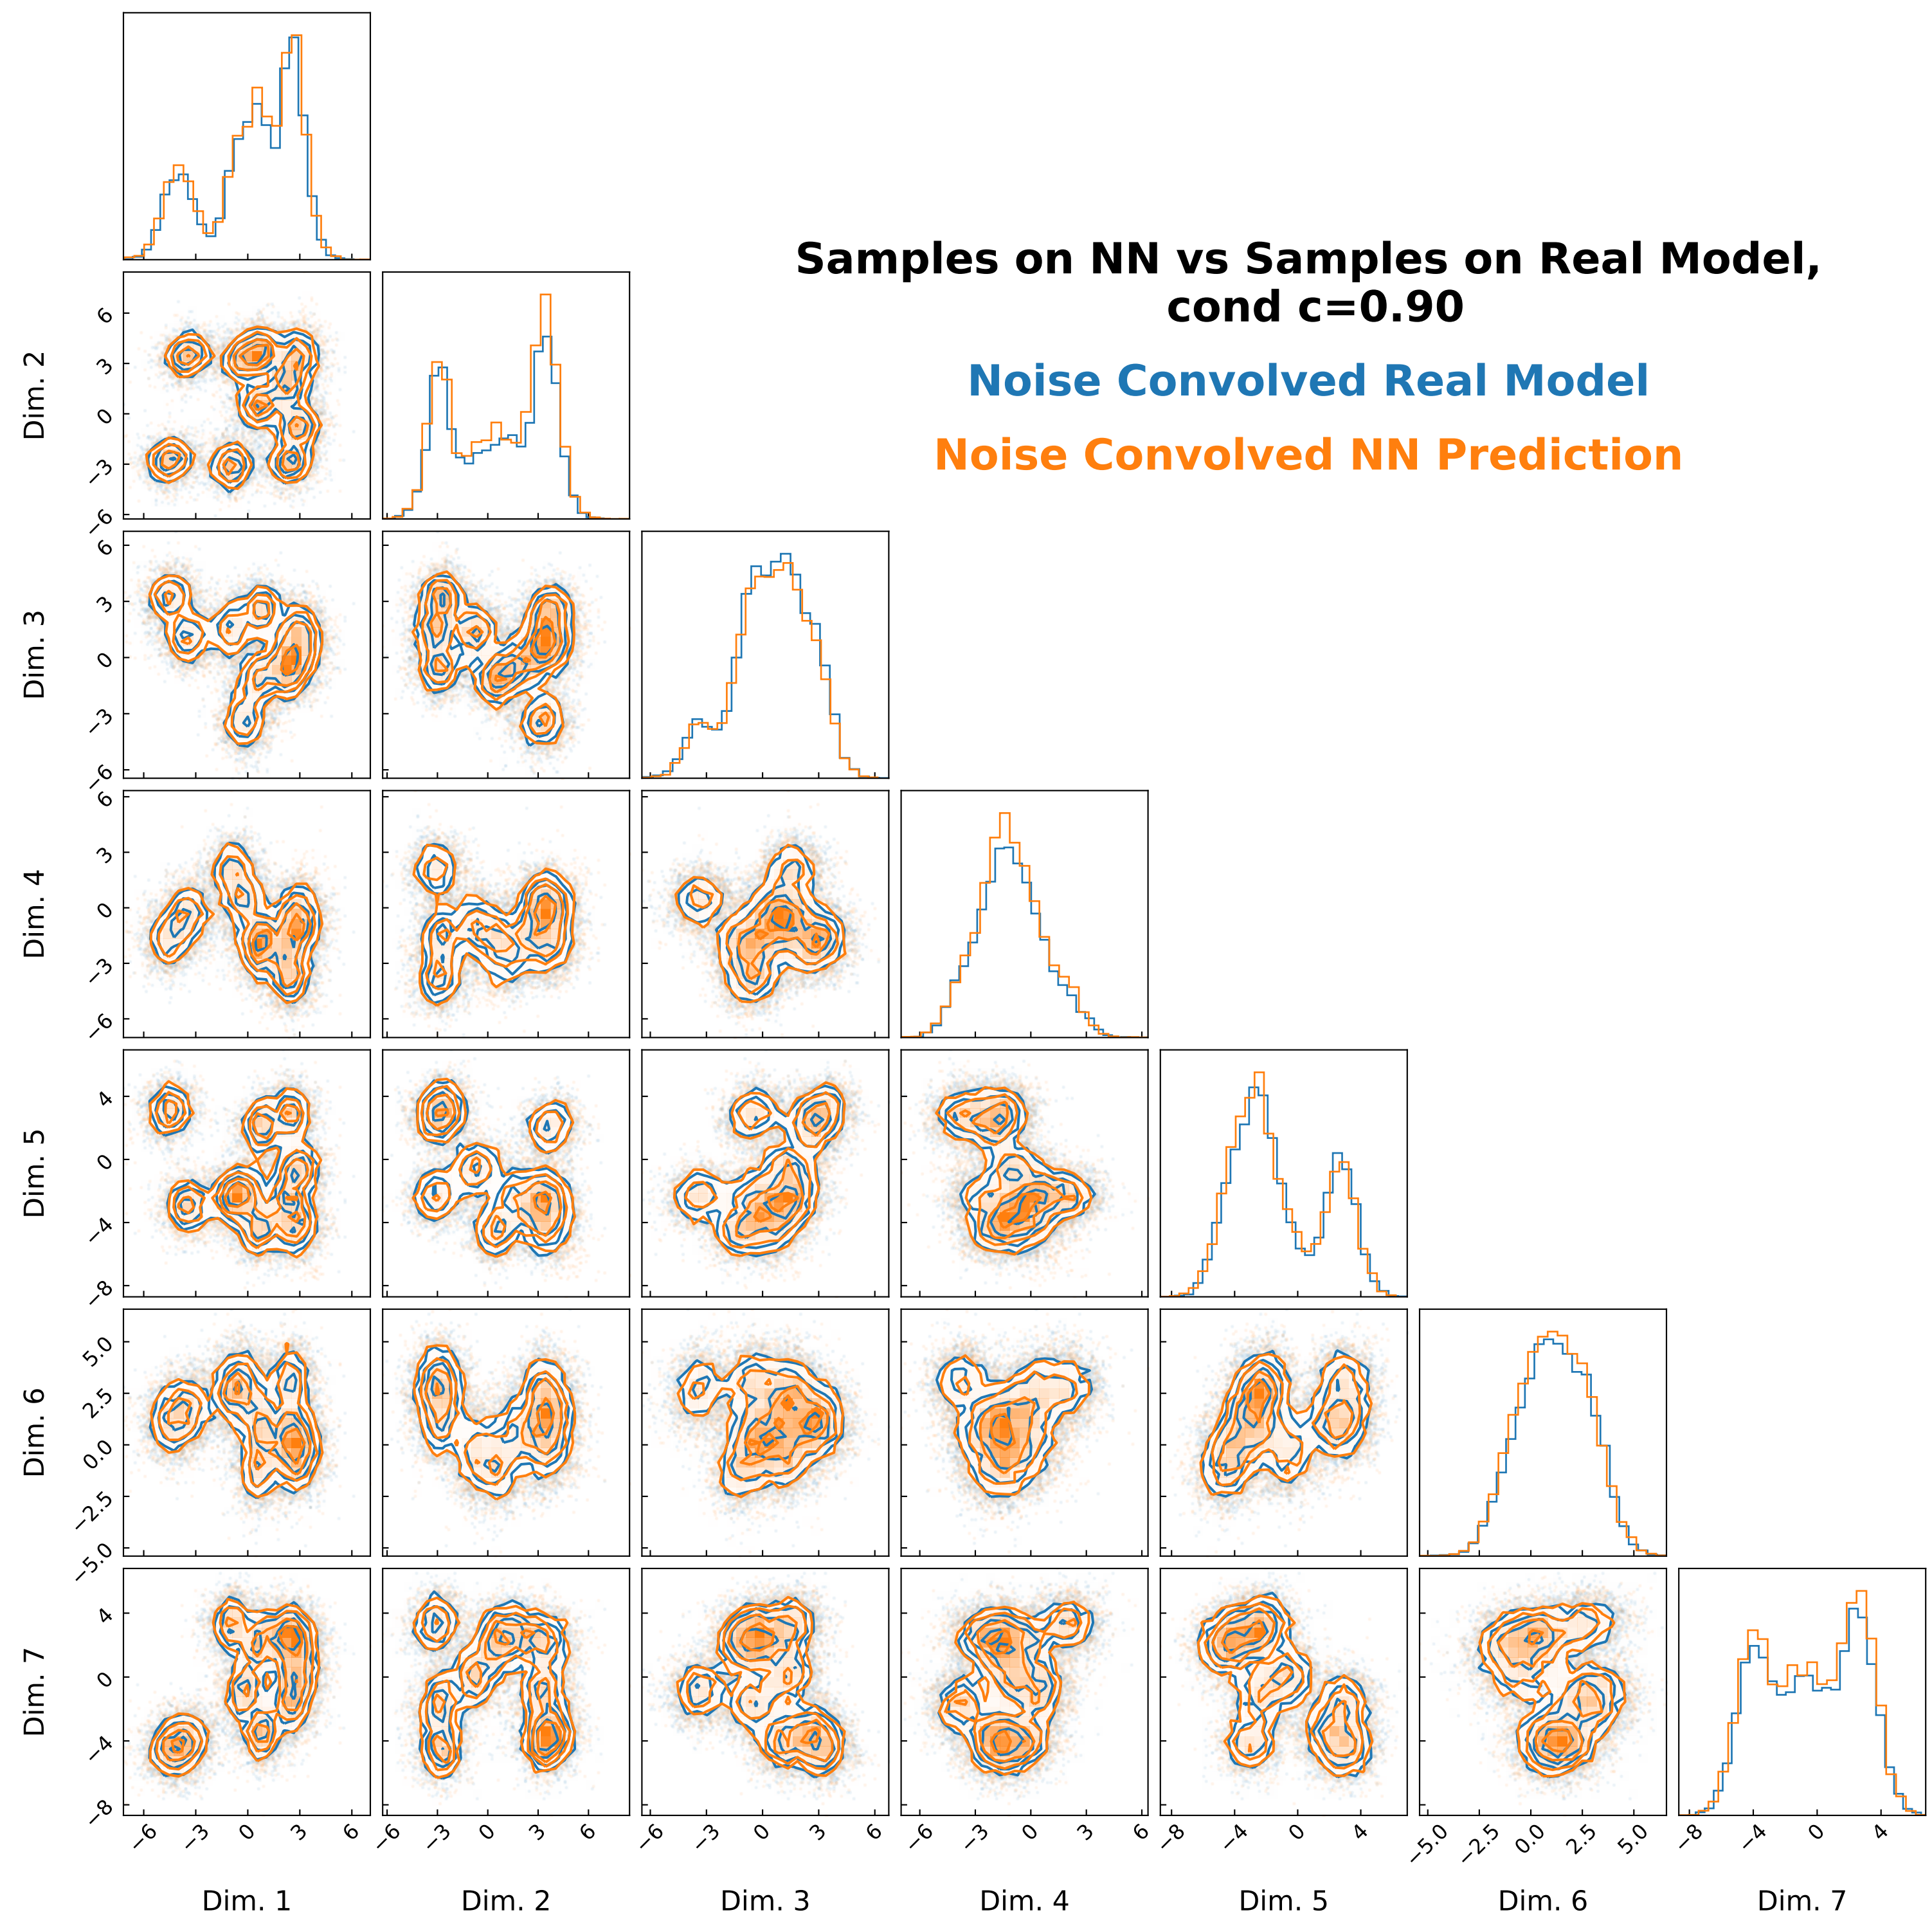 Samples on NN vs Samples on Real Model,
cond c=0.90
Noise Convolved Real Model
Noise Convolved NN Prediction
Dim. 2
6
3
0
−3
−6
Dim. 3
6
3
0
−3
−6
Dim. 4
6
3
0
−3
−6
Dim. 5
4
0
−4
−8
Dim. 6
5.0
2.5
0.0
−2.5
−5.0
Dim. 7
4
0
−4
−8
−6 −3 0 3 6 −6 −3 0 3 6 −6 −3 0 3 6 −6 −3 0 3 6 −8 −4 0 4 −5.0 −2.5 0.0 2.5 5.0 −8 −4 0 4
Dim. 1 Dim. 2 Dim. 3 Dim. 4 Dim. 5 Dim. 6 Dim. 7